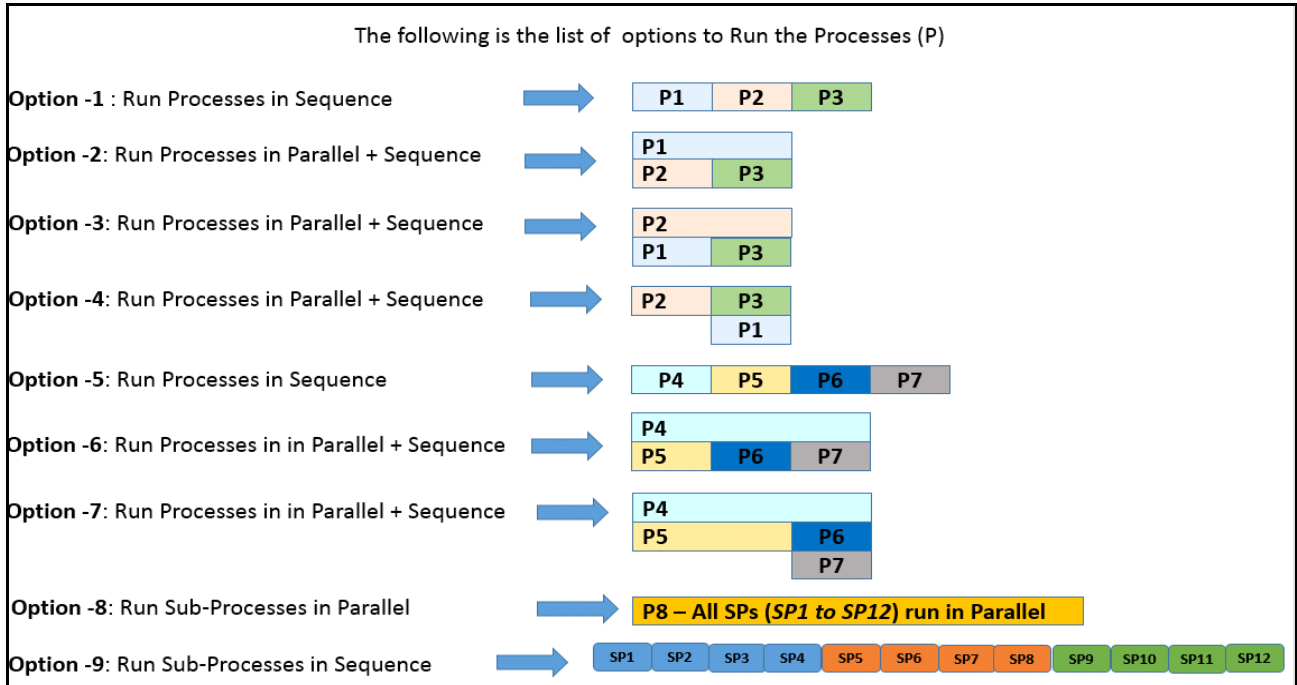 The following is the list of options to Run the Processes (P)
Option -1 : Run Processes in Sequence P1 P2 P3
Option -2: Run Processes in Parallel + Sequence P1
P2 P3
Option -3: Run Processes in Parallel + Sequence P2
P1 P3
Option -4: Run Processes in Parallel + Sequence P2 P3
P1
Option -5: Run Processes in Sequence P4 P5 P6 P7
Option -6: Run Processes in in Parallel + Sequence P4
P5 P6 P7
Option -7: Run Processes in in Parallel + Sequence P4
P5 P6
P7
Option -8: Run Sub-Processes in Parallel P8 – All SPs (SP1 to SP12) run in Parallel
Option -9: Run Sub-Processes in Sequence SP1 SP2 SP3 SP4 SP5 SP6 SP7 SP8 SP9 SP10 SP11 SP12